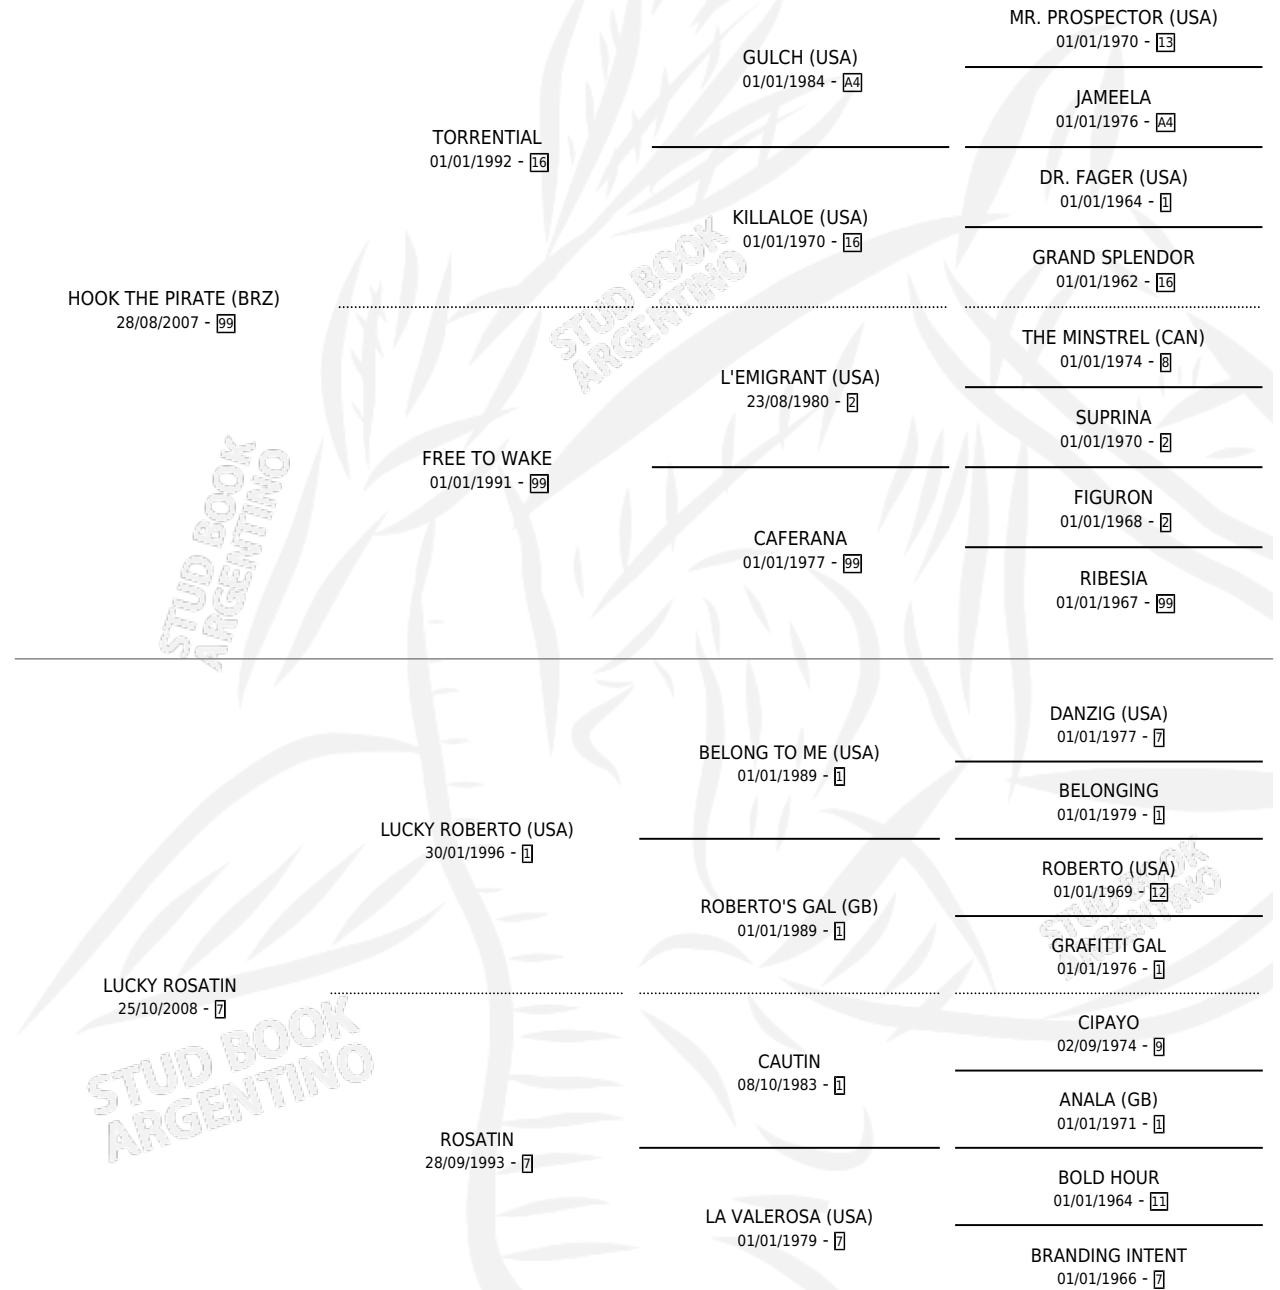 MR. PROSPECTOR (USA)
01/01/1970 - 13
GULCH (USA)
01/01/1984 - A4
JAMEELA
01/01/1976 - A4
TORRENTIAL
01/01/1992 - 16
DR. FAGER (USA)
01/01/1964 - 1
KILLALOE (USA)
01/01/1970 - 16
GRAND SPLENDOR
01/01/1962 - 16
HOOK THE PIRATE (BRZ)
28/08/2007 - 99
STUD BOOK
ARGENTINO
THE MINSTREL (CAN)
01/01/1974 - 8
L'EMIGRANT (USA)
23/08/1980 - 2
SUPRINA
01/01/1970 - 2
FREE TO WAKE
01/01/1991 - 99
FIGURON
01/01/1968 - 2
CAFERANA
01/01/1977 - 99
RIBESIA
01/01/1967 - 99
STUD BOOK
ARGENTINO
DANZIG (USA)
01/01/1977 - 7
BELONG TO ME (USA)
01/01/1989 - 1
BELONGING
01/01/1979 - 1
LUCKY ROBERTO (USA)
30/01/1996 - 1
ROBERTO (USA)
01/01/1969 - 12
ROBERTO'S GAL (GB)
01/01/1989 - 1
GRAFITTI GAL
01/01/1976 - 1
STUD BOOK
ARGENTINO
LUCKY ROSATIN
25/10/2008 - 7
CIPAYO
02/09/1974 - 9
CAUTIN
08/10/1983 - 1
ANALA (GB)
01/01/1971 - 1
STUD BOOK
ARGENTINO
ROSATIN
28/09/1993 - 7
BOLD HOUR
01/01/1964 - 11
LA VALEROSA (USA)
01/01/1979 - 7
BRANDING INTENT
01/01/1966 - 7